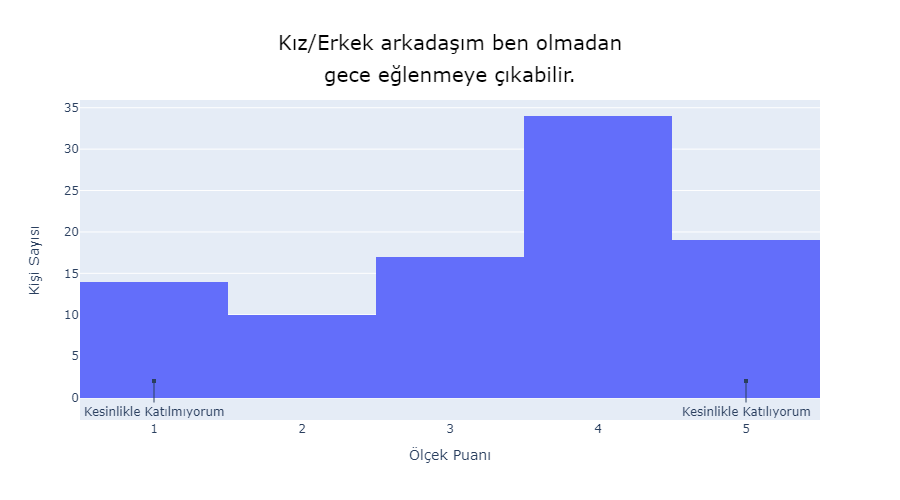 Kız/Erkek arkadaşım ben olmadan
gece eğlenmeye çıkabilir.
35
30
25
20
15
10
5
0
Kişi Sayısı
Kesinlikle Katılmıyorum
Kesinlikle Katılıyorum
1
2
3
4
5
Ölçek Puanı